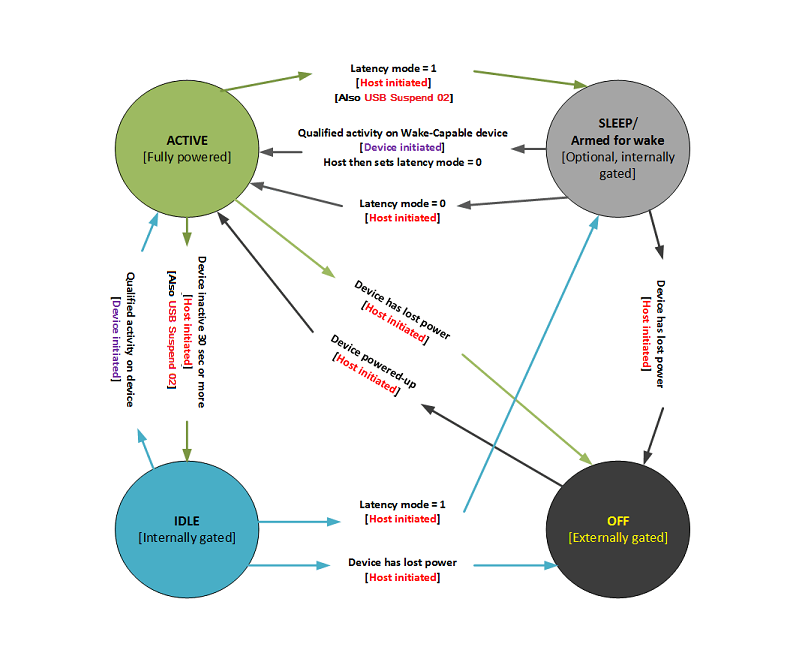 Latency mode = 1
[Host initiated]
[Also USB Suspend 02]
ACTIVE
[Fully powered]
Qualified activity on Wake-Capable device
[Device initiated]
Host then sets latency mode = 0
SLEEP/
Armed for wake
[Optional, internally
gated]
Latency mode = 0
[Host initiated]
Qualified activity on device
[Device initiated]
Device inactive 30 sec or more
[Host initiated]
[Also USB Suspend 02]
Device has lost power
[Host initiated]
Device powered-up
[Host initiated]
Device has lost power
[Host initiated]
IDLE
[Internally gated]
Latency mode = 1
[Host initiated]
Device has lost power
[Host initiated]
OFF
[Externally gated]